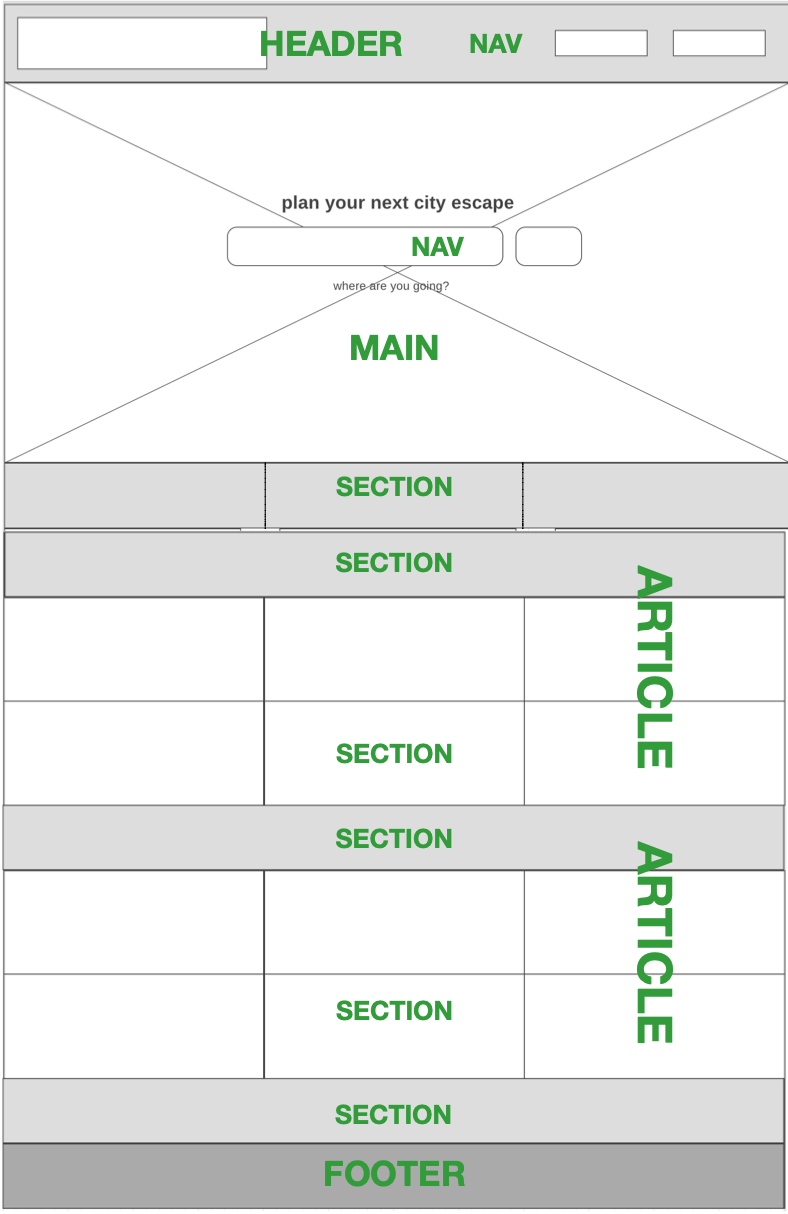 HEADER NAV
plan your next city escape
NAV
where are you going?
MAIN
SECTION
SECTION
ARTICLE
SECTION
SECTION
ARTICLE
SECTION
SECTION
FOOTER